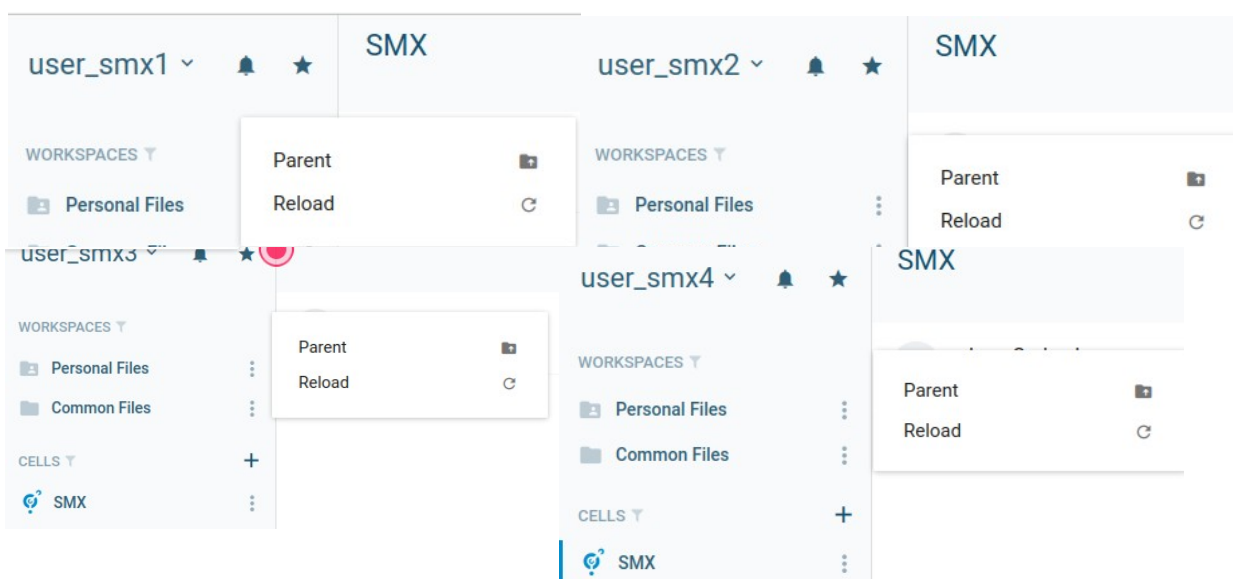 user_smx1
SMX
WORKSPACES
Parent
Personal Files
Reload
user_smx2
SMX
WORKSPACES
Parent
Personal Files
Reload
user_smx3
WORKSPACES
Parent
Personal Files
Reload
Common Files
CELLS
SMX
user_smx4
SMX
WORKSPACES
Parent
Personal Files
Reload
Common Files
CELLS
SMX